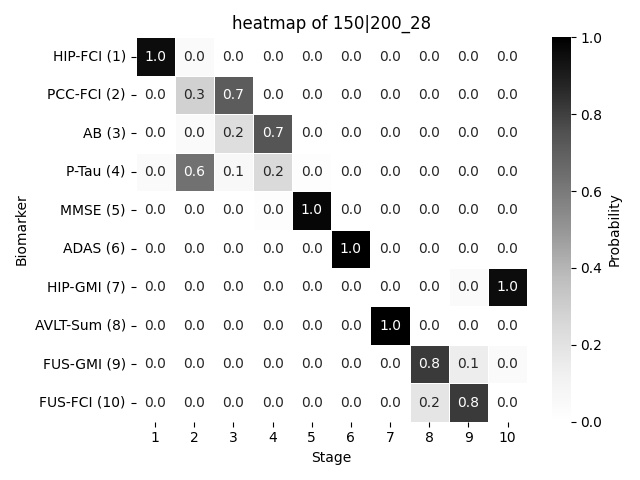 heatmap of 150|200_28
HIP-FCI (1) 1.0 0.0 0.0 0.0 0.0 0.0 0.0 0.0 0.0 0.0
PCC-FCI (2) 0.0 0.3 0.7 0.0 0.0 0.0 0.0 0.0 0.0 0.0
AB (3) 0.0 0.0 0.2 0.7 0.0 0.0 0.0 0.0 0.0 0.0
P-Tau (4) 0.0 0.6 0.1 0.2 0.0 0.0 0.0 0.0 0.0 0.0
MMSE (5) 0.0 0.0 0.0 0.0 1.0 0.0 0.0 0.0 0.0 0.0
ADAS (6) 0.0 0.0 0.0 0.0 0.0 1.0 0.0 0.0 0.0 0.0
HIP-GMI (7) 0.0 0.0 0.0 0.0 0.0 0.0 0.0 0.0 0.0 1.0
AVLT-Sum (8) 0.0 0.0 0.0 0.0 0.0 0.0 1.0 0.0 0.0 0.0
FUS-GMI (9) 0.0 0.0 0.0 0.0 0.0 0.0 0.0 0.8 0.1 0.0
FUS-FCI (10) 0.0 0.0 0.0 0.0 0.0 0.0 0.0 0.2 0.8 0.0
1 2 3 4 5 6 7 8 9 10
Stage
Biomarker
1.0
0.8
0.6
0.4
0.2
0.0
Probability